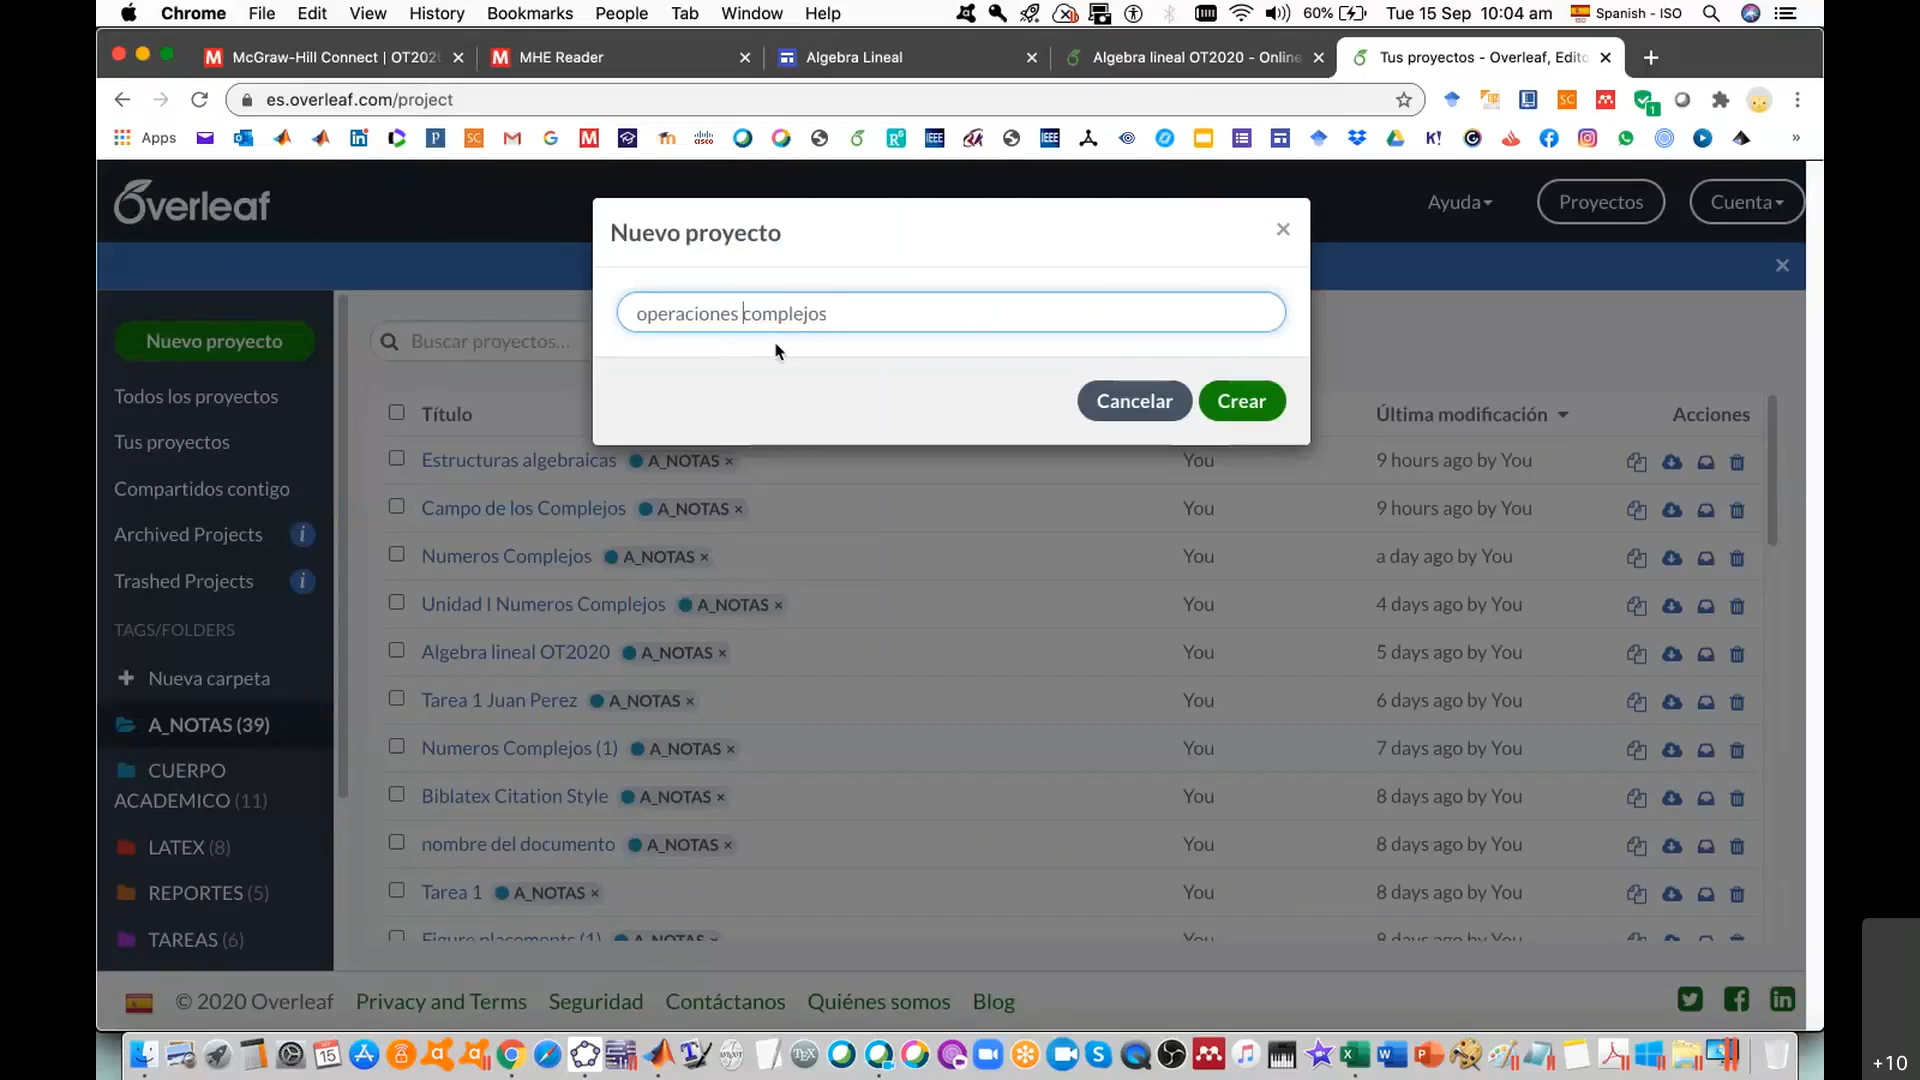 Chrome File Edit View History Bookmarks People Tab Window Help 60% Tue 15 Sep 10:04 am Spanish - ISO
McGraw-Hill Connect | OT202 MHE Reader Algebra Lineal Algebra lineal OT2020 - Online Tus proyectos - Overleaf, Edito
es.overleaf.com/project
Apps
Overleaf
Ayuda Proyectos Cuenta
Nuevo proyecto
operaciones complejos
Cancelar Crear
Nuevo proyecto
Buscar proyectos...
Todos los proyectos
Tus proyectos
Compartidos contigo
Archived Projects
Trashed Projects
TAGS/FOLDERS
Nueva carpeta
A_NOTAS (39)
CUERPO
ACADEMICO (11)
LATEX (8)
REPORTES (5)
TAREAS (6)
Título Última modificación Acciones
Estructuras algebraicas A_NOTAS × You 9 hours ago by You
Campo de los Complejos A_NOTAS × You 9 hours ago by You
Numeros Complejos A_NOTAS × You a day ago by You
Unidad I Numeros Complejos A_NOTAS × You 4 days ago by You
Algebra lineal OT2020 A_NOTAS × You 5 days ago by You
Tarea 1 Juan Perez A_NOTAS × You 6 days ago by You
Numeros Complejos (1) A_NOTAS × You 7 days ago by You
Biblatex Citation Style A_NOTAS × You 8 days ago by You
nombre del documento A_NOTAS × You 8 days ago by You
Tarea 1 A_NOTAS × You 8 days ago by You
Figure placements (1) A_NOTAS × You 8 days ago by You
© 2020 Overleaf Privacy and Terms Seguridad Contáctanos Quiénes somos Blog
+10